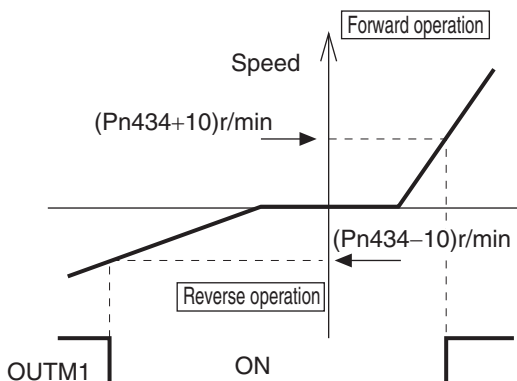 Forward operation
Speed
(Pn434+10)r/min
(Pn434−10)r/min
Reverse operation
OUTM1
ON